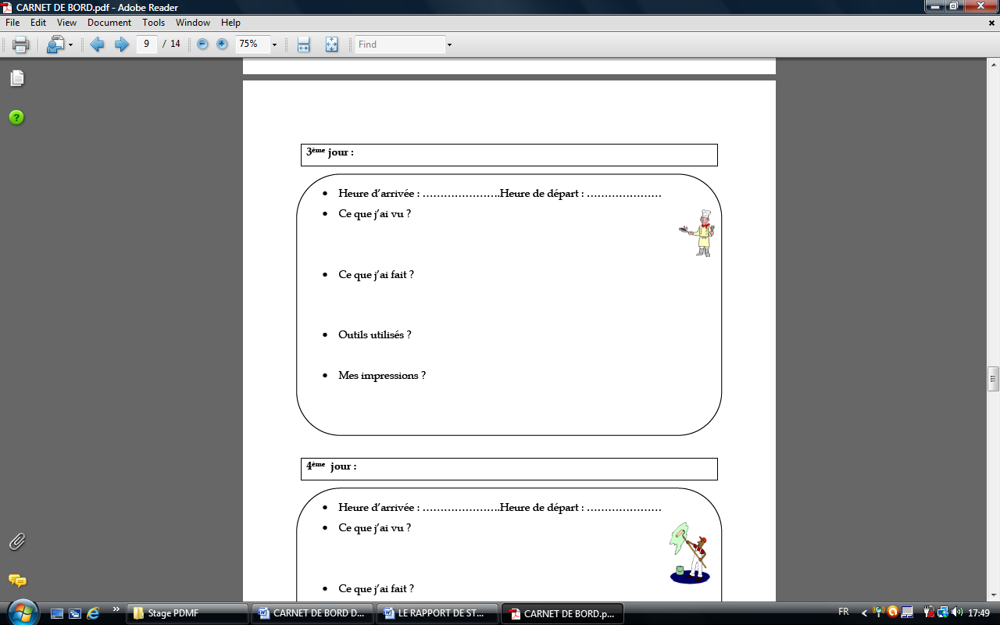 CARNET DE BORD.pdf - Adobe Reader
File Edit View Document Tools Window Help
9 / 14 75% Find
3ème jour :
• Heure d’arrivée : ………………….Heure de départ : …………………
• Ce que j’ai vu ?
• Ce que j’ai fait ?
• Outils utilisés ?
• Mes impressions ?
4ème jour :
• Heure d’arrivée : ………………….Heure de départ : …………………
• Ce que j’ai vu ?
• Ce que j’ai fait ?
Stage PDMF CARNET DE BORD D... LE RAPPORT DE ST... CARNET DE BORD.p... FR 17:49